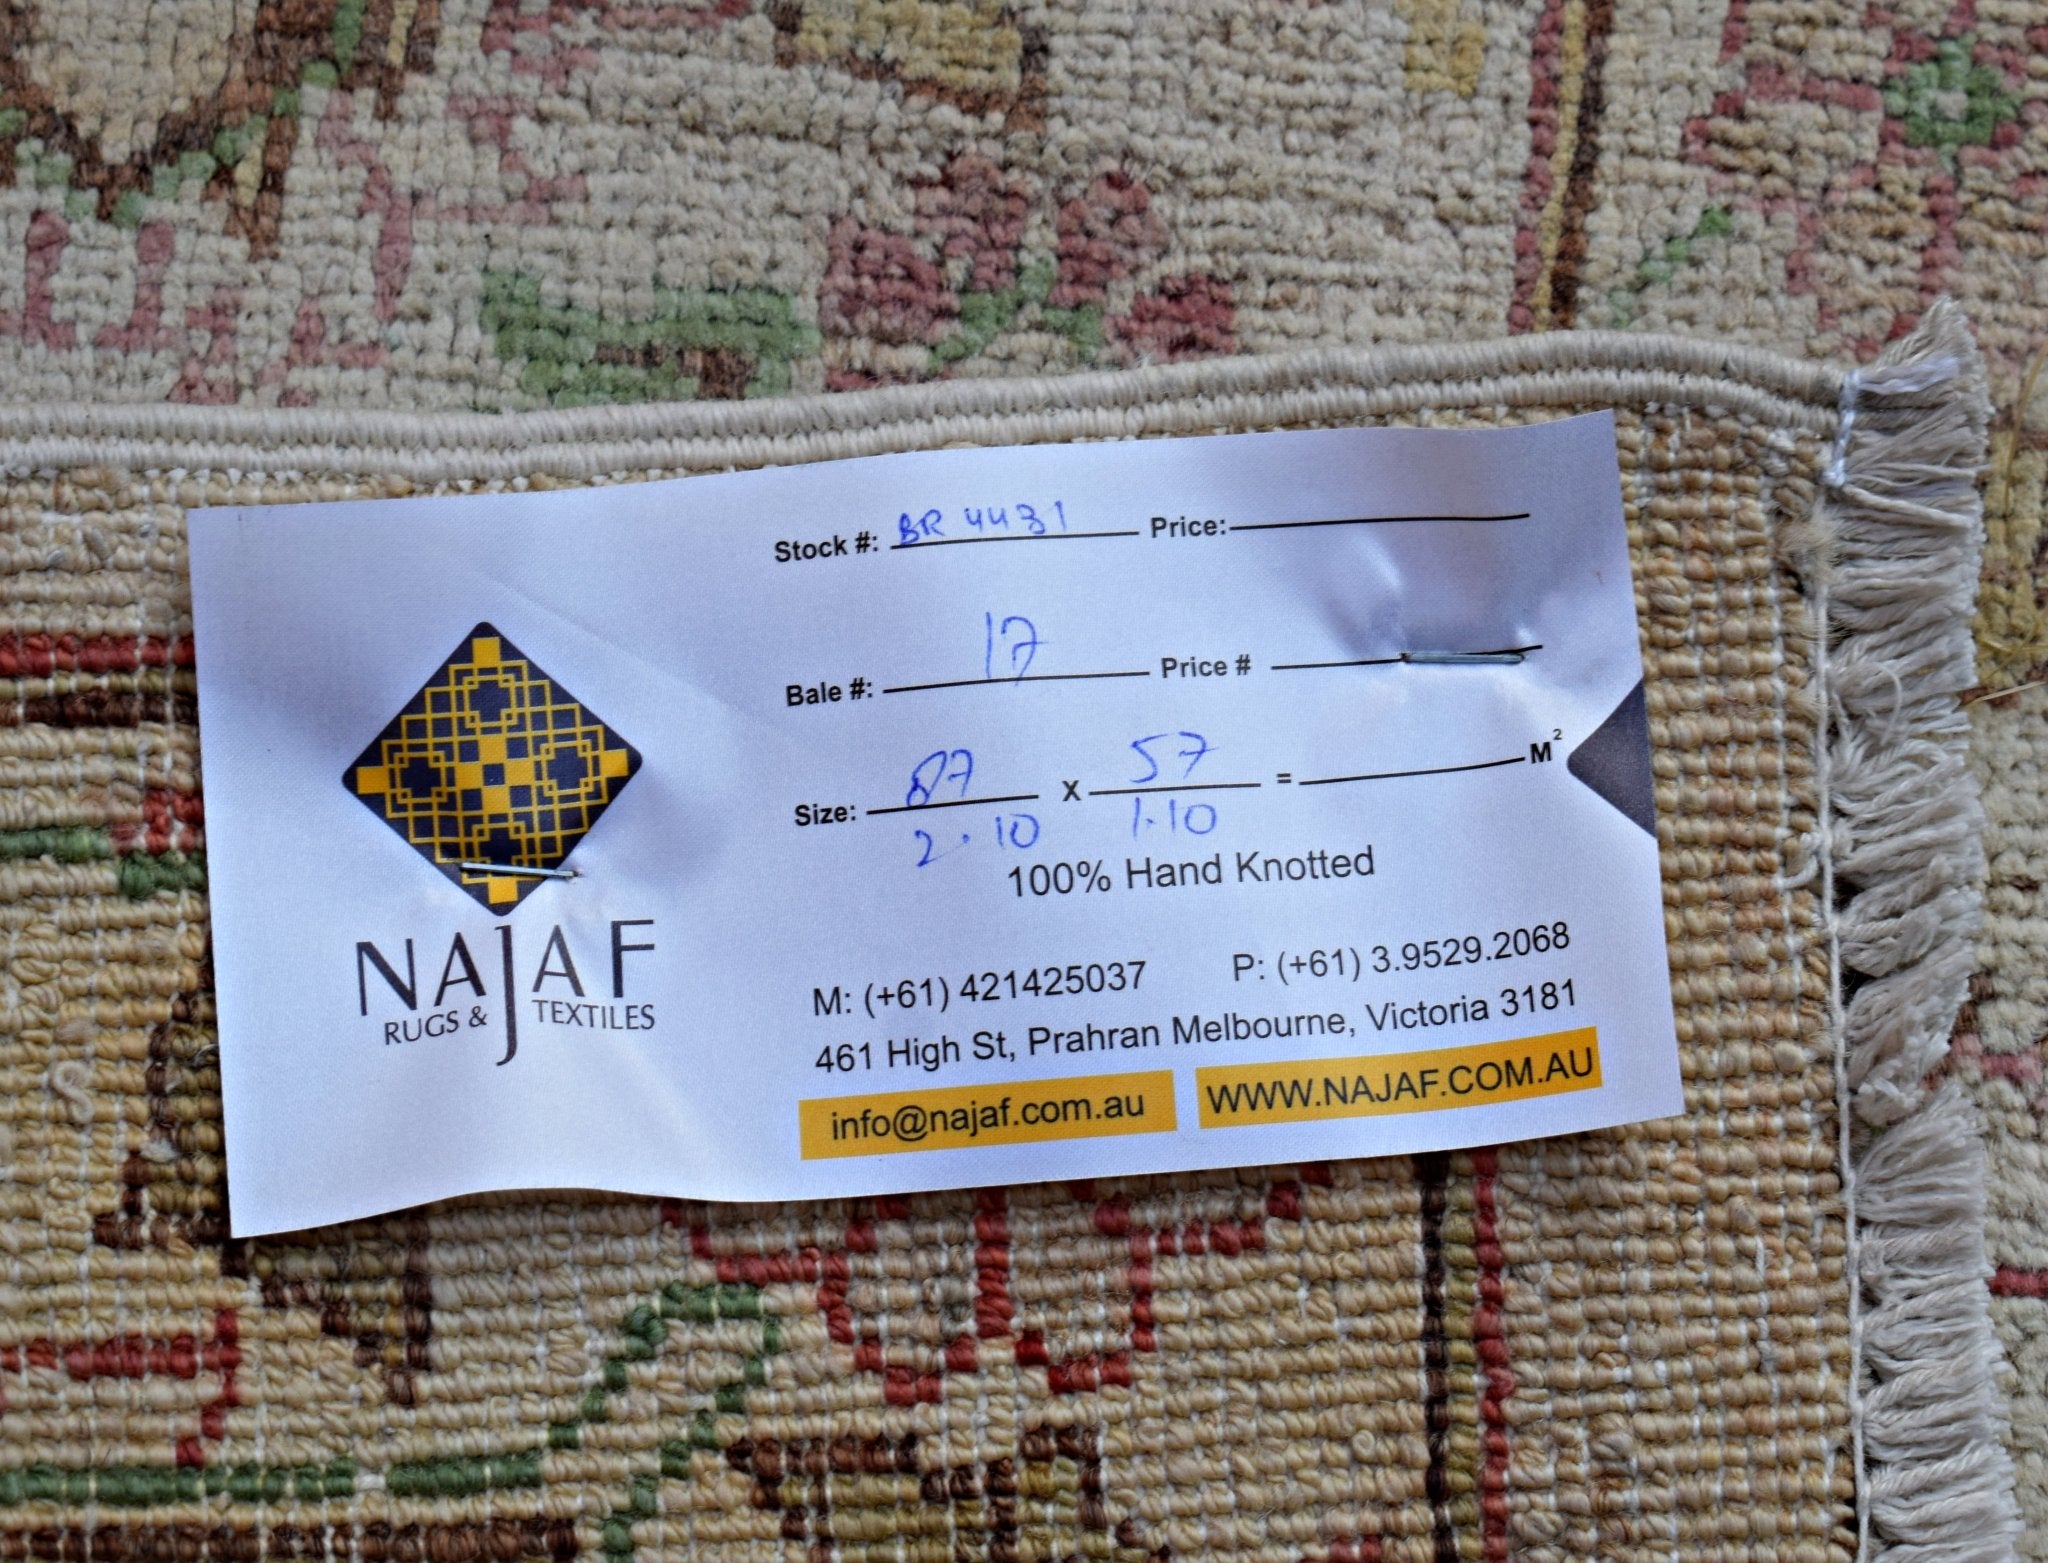 Stock #: BR 4431 Price:
Bale #: 17 Price #
Size: 87 x 57 = M²
2.10 1.10
100% Hand Knotted
NAJAF
RUGS & TEXTILES
M: (+61) 421425037 P: (+61) 3.9529.2068
461 High St, Prahran Melbourne, Victoria 3181
info@najaf.com.au WWW.NAJAF.COM.AU